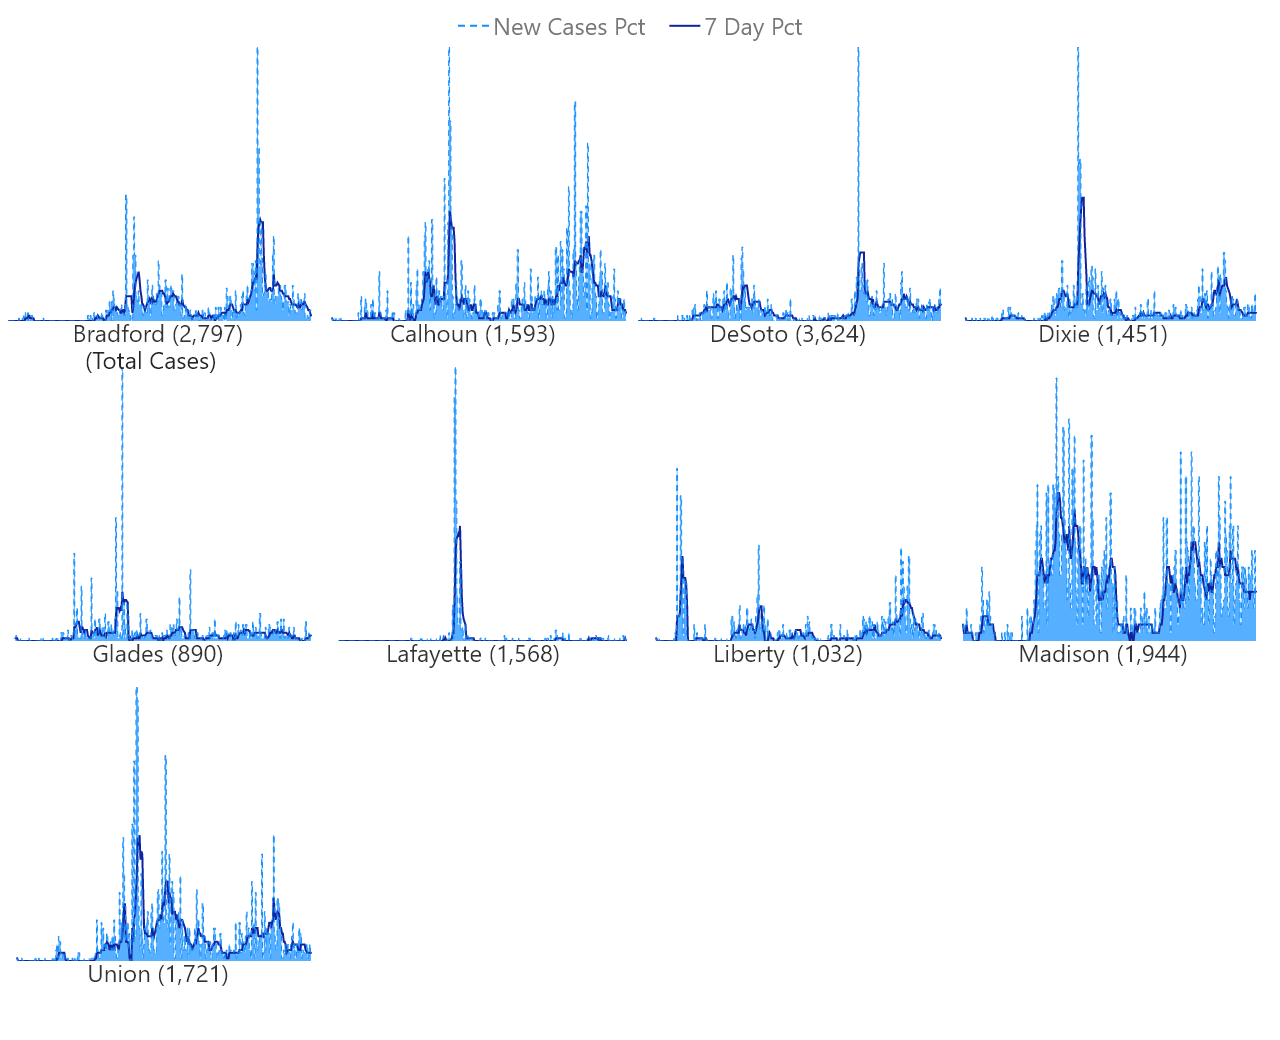 New Cases Pct 7 Day Pct
Bradford (2,797) Calhoun (1,593) DeSoto (3,624) Dixie (1,451)
(Total Cases)
Glades (890) Lafayette (1,568) Liberty (1,032) Madison (1,944)
Union (1,721)